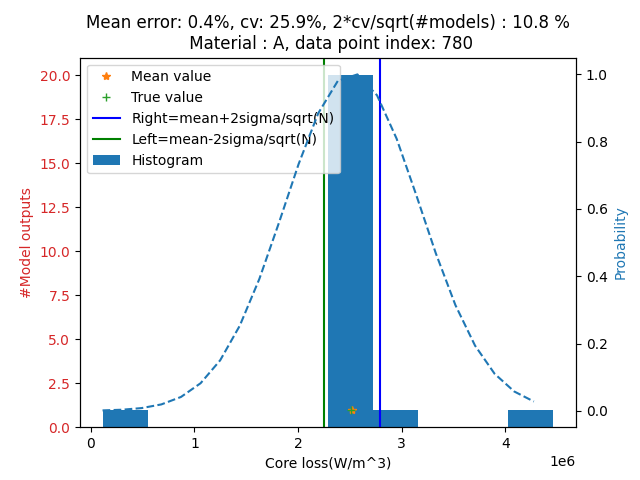 Mean error: 0.4%, cv: 25.9%, 2*cv/sqrt(#models) : 10.8 %
Material : A, data point index: 780
20.0
17.5
15.0
12.5
10.0
7.5
5.0
2.5
0.0
#Model outputs
Mean value
True value
Right=mean+2sigma/sqrt(N)
Left=mean-2sigma/sqrt(N)
Histogram
1.0
0.8
0.6
0.4
0.2
0.0
Probability
0 1 2 3 4
1e6
Core loss(W/m^3)